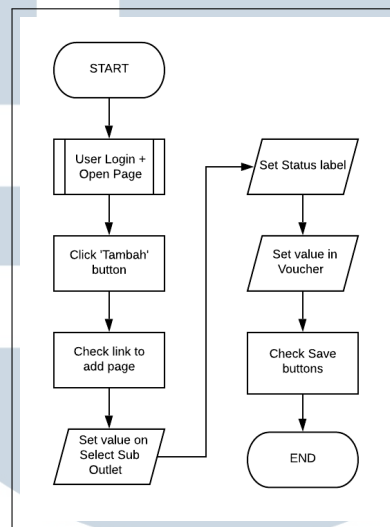 START
User Login +
Open Page
Click 'Tambah'
button
Check link to
add page
Set value on
Select Sub
Outlet
Set Status label
Set value in
Voucher
Check Save
buttons
END